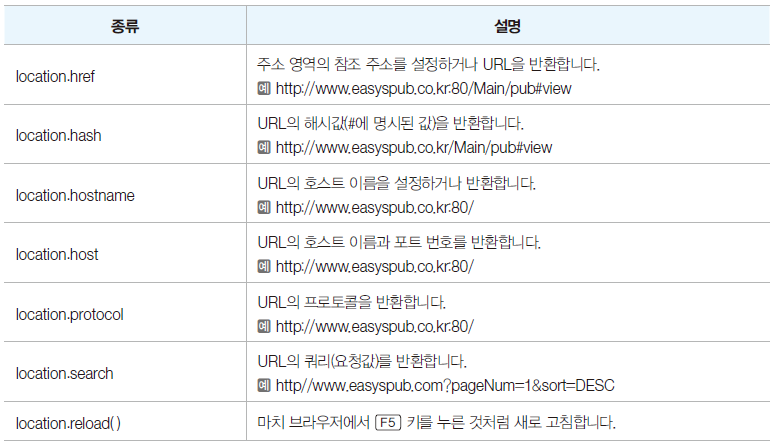 종류 설명
location.href
주소 영역의 참조 주소를 설정하거나 URL을 반환합니다.
예 http://www.easyspub.co.kr:80/Main/pub#view
location.hash
URL의 해시값(#에 명시된 값)을 반환합니다.
예 http://www.easyspub.co.kr/Main/pub#view
location.hostname
URL의 호스트 이름을 설정하거나 반환합니다.
예 http://www.easyspub.co.kr:80/
location.host
URL의 호스트 이름과 포트 번호를 반환합니다.
예 http://www.easyspub.co.kr:80/
location.protocol
URL의 프로토콜을 반환합니다.
예 http://www.easyspub.co.kr:80/
location.search
URL의 쿼리(요청값)를 반환합니다.
예 http//www.easyspub.com?pageNum=1&sort=DESC
location.reload( ) 마치 브라우저에서 F5 키를 누른 것처럼 새로 고침합니다.